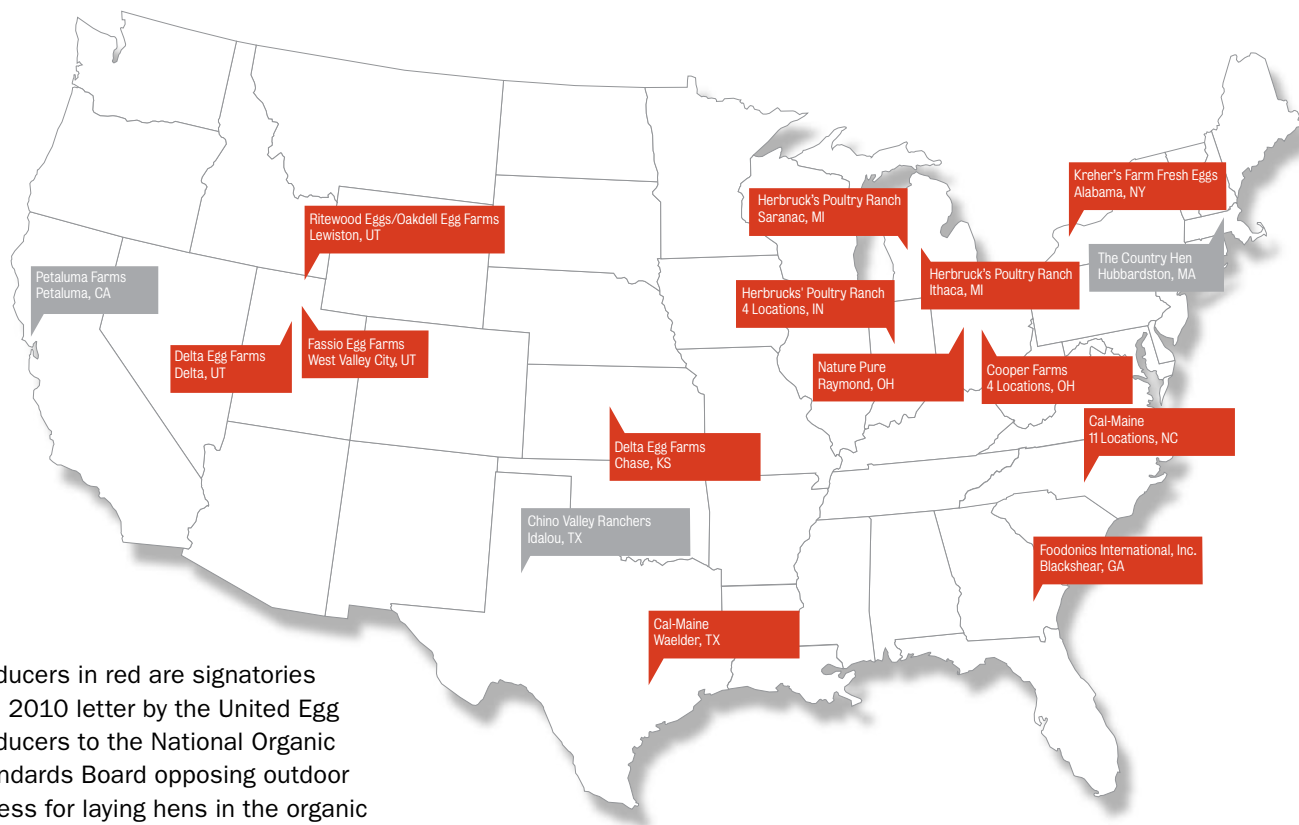 Kreher's Farm Fresh Eggs
Alabama, NY
Herbruck's Poultry Ranch
Saranac, MI
Ritewood Eggs/Oakdell Egg Farms
Lewiston, UT
The Country Hen
Hubbardston, MA
Petaluma Farms
Petaluma, CA
Herbruck's Poultry Ranch
Ithaca, MI
Herbrucks' Poultry Ranch
4 Locations, IN
Delta Egg Farms
Delta, UT
Fassio Egg Farms
West Valley City, UT
Nature Pure
Raymond, OH
Cooper Farms
4 Locations, OH
Cal-Maine
11 Locations, NC
Delta Egg Farms
Chase, KS
Chino Valley Ranchers
Idalou, TX
Foodonics International, Inc.
Blackshear, GA
Cal-Maine
Waelder, TX
ducers in red are signatories
2010 letter by the United Egg
ducers to the National Organic
ndards Board opposing outdoor
ess for laying hens in the organic